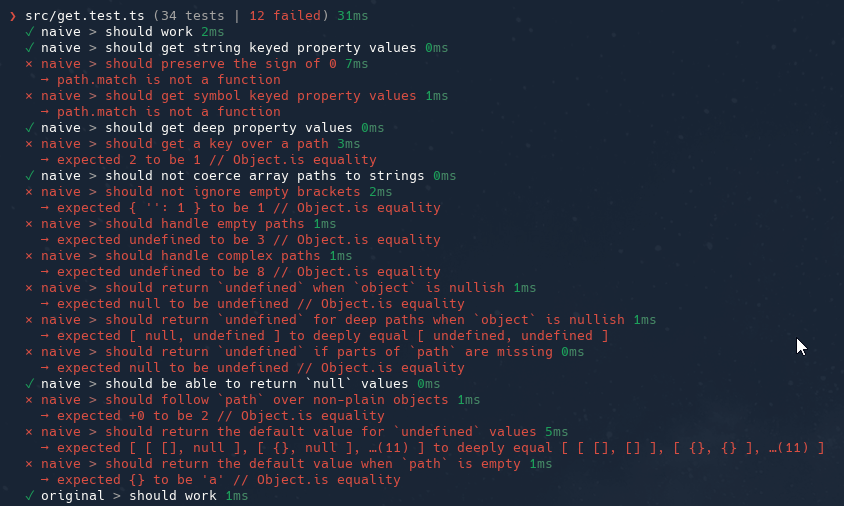 ❯ src/get.test.ts (34 tests | 12 failed) 31ms
✓ naive > should work 2ms
✓ naive > should get string keyed property values 0ms
× naive > should preserve the sign of 0 7ms
→ path.match is not a function
× naive > should get symbol keyed property values 1ms
→ path.match is not a function
✓ naive > should get deep property values 0ms
× naive > should get a key over a path 3ms
→ expected 2 to be 1 // Object.is equality
✓ naive > should not coerce array paths to strings 0ms
× naive > should not ignore empty brackets 2ms
→ expected { '': 1 } to be 1 // Object.is equality
× naive > should handle empty paths 1ms
→ expected undefined to be 3 // Object.is equality
× naive > should handle complex paths 1ms
→ expected undefined to be 8 // Object.is equality
× naive > should return `undefined` when `object` is nullish 1ms
→ expected null to be undefined // Object.is equality
× naive > should return `undefined` for deep paths when `object` is nullish 1ms
→ expected [ null, undefined ] to deeply equal [ undefined, undefined ]
× naive > should return `undefined` if parts of `path` are missing 0ms
→ expected null to be undefined // Object.is equality
✓ naive > should be able to return `null` values 0ms
× naive > should follow `path` over non-plain objects 1ms
→ expected +0 to be 2 // Object.is equality
× naive > should return the default value for `undefined` values 5ms
→ expected [ [ [], null ], [ {}, null ], …(11) ] to deeply equal [ [ [], [] ], [ {}, {} ], …(11) ]
× naive > should return the default value when `path` is empty 1ms
→ expected {} to be 'a' // Object.is equality
✓ original > should work 1ms